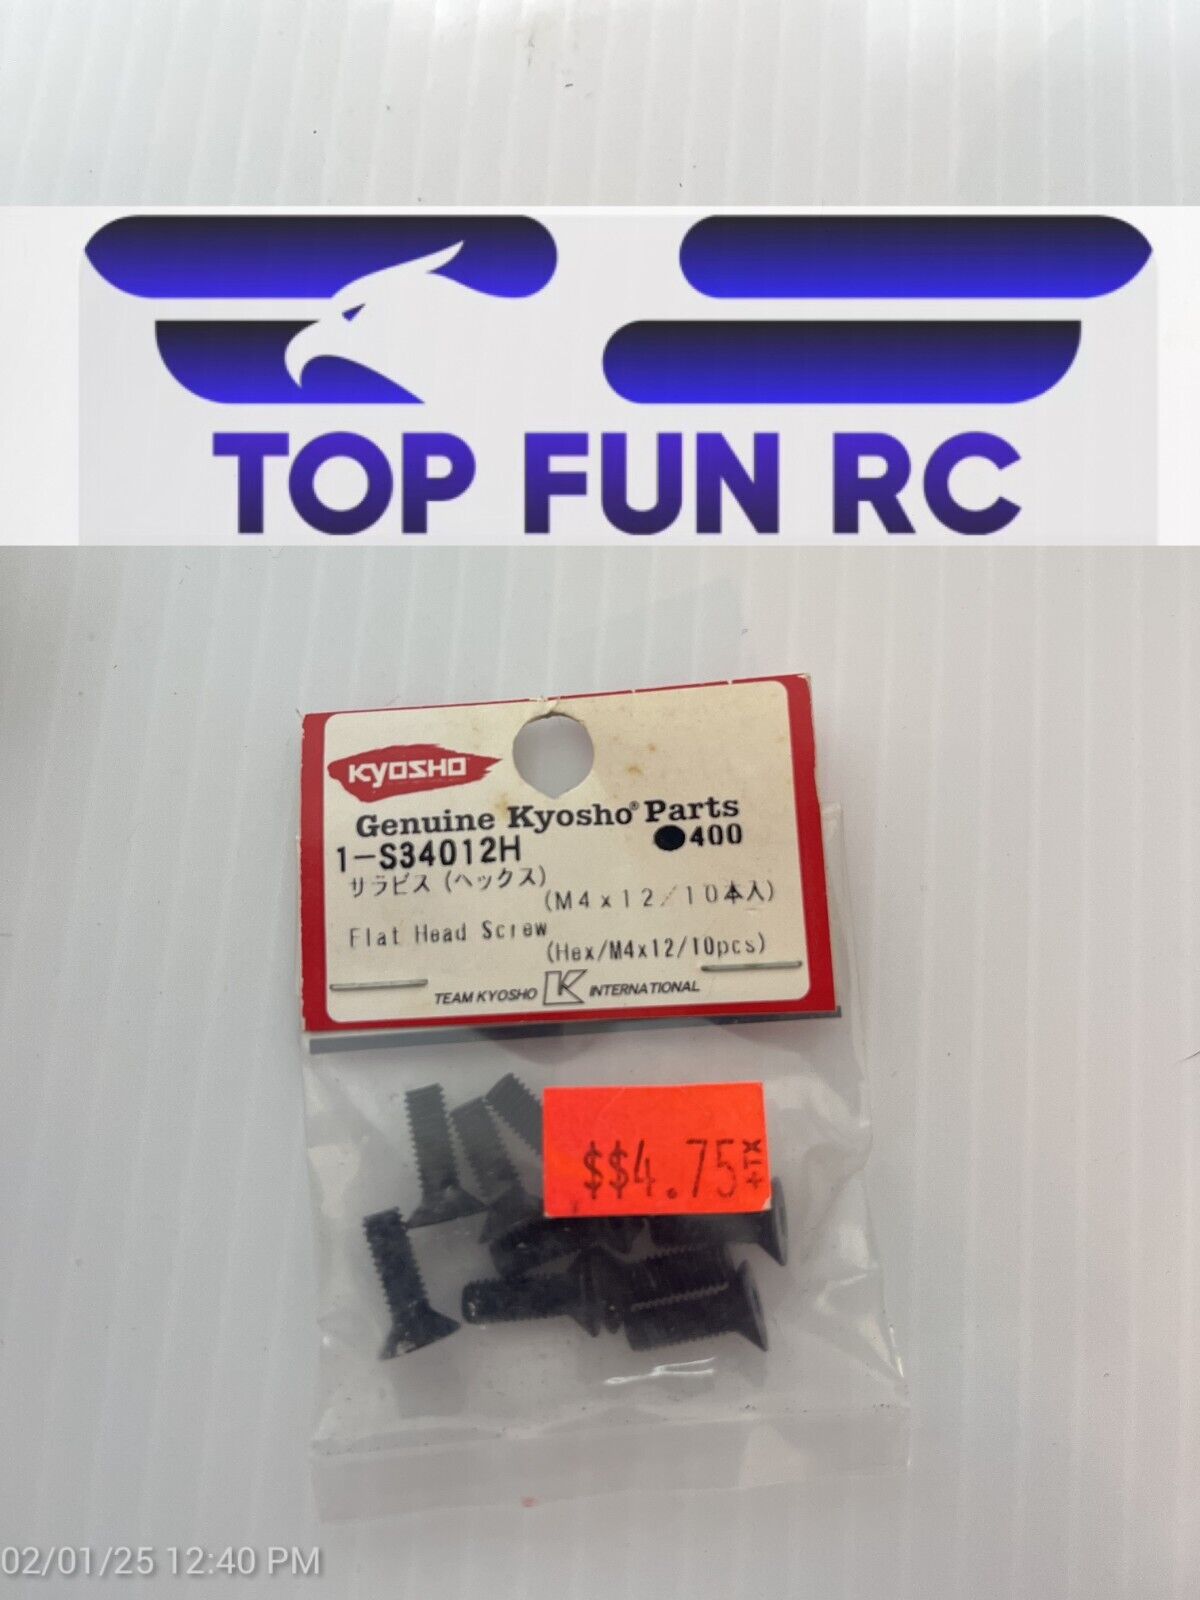 TOP FUN RC
KYOSHO
Genuine Kyosho® Parts
1-S34012H ●400
サラビス (ヘックス)
(M4x12/10本入)
Flat Head Screw
(Hex/M4x12/10pcs)
TEAM KYOSHO K INTERNATIONAL
$$4.75+TX
02/01/25 12:40 PM